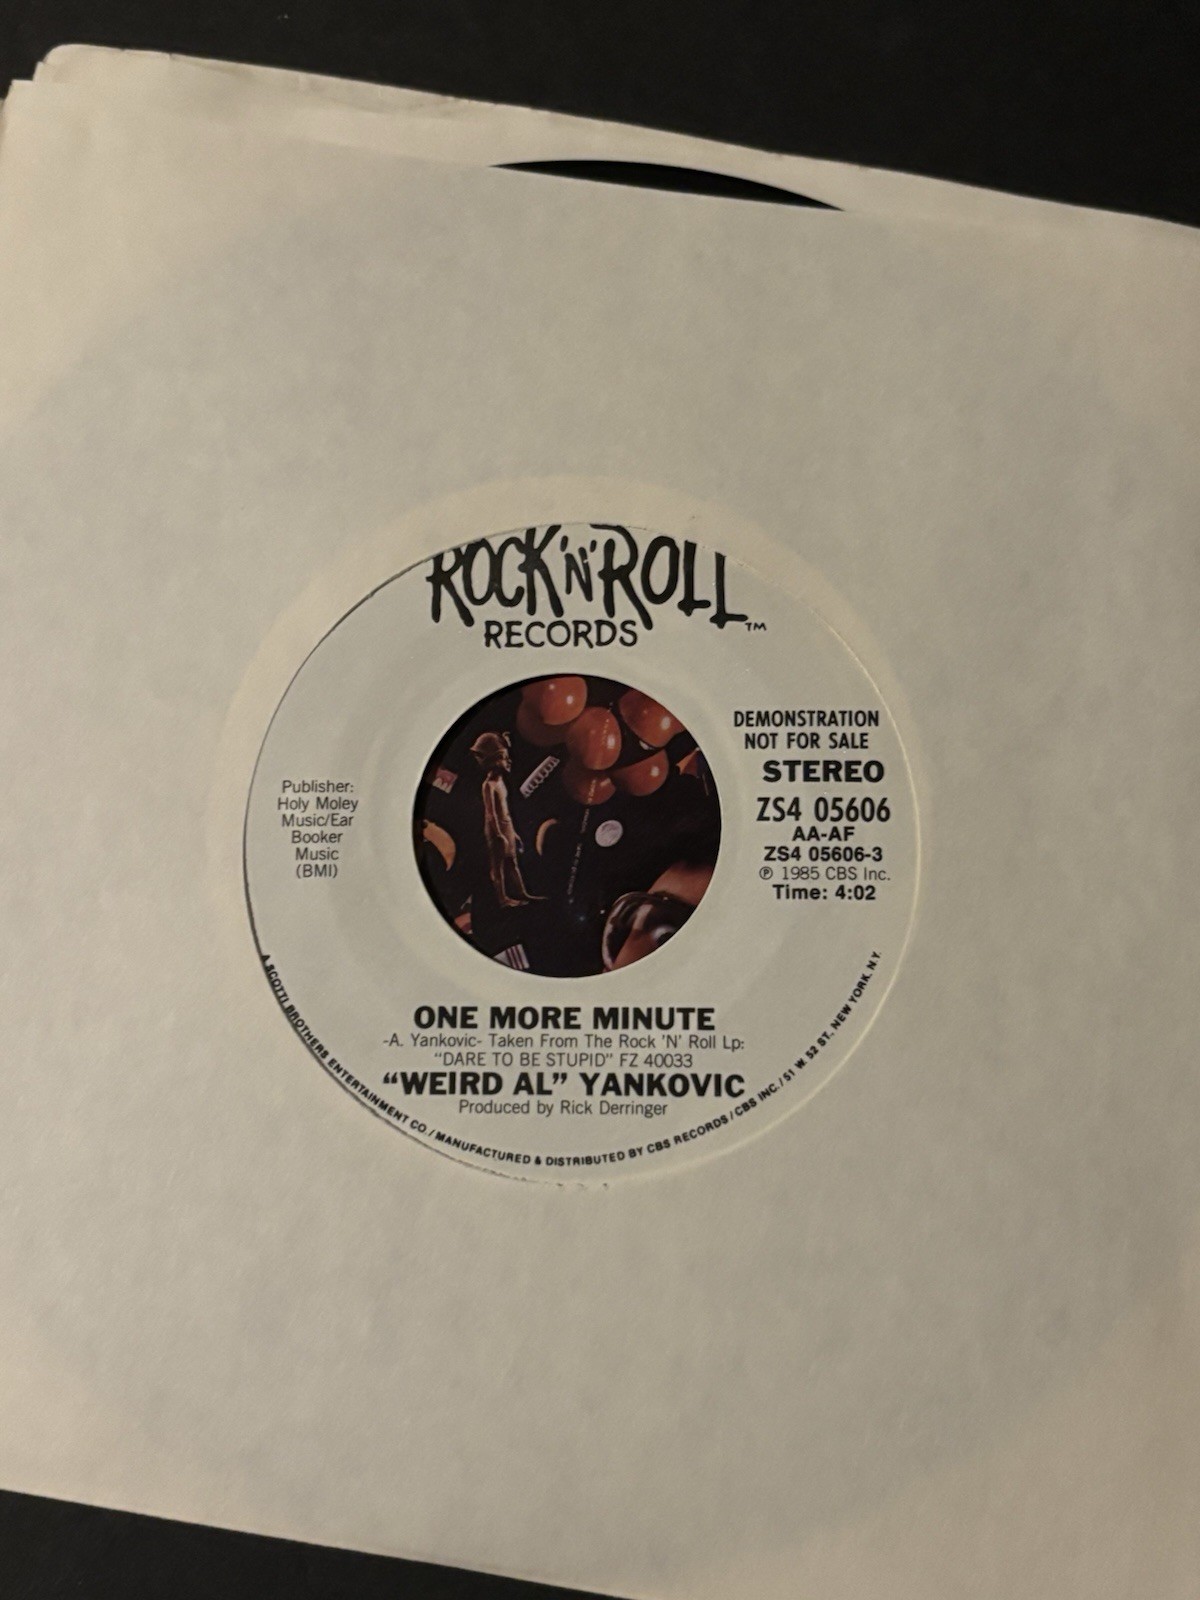 ROCK 'N' ROLL
RECORDS
TM
DEMONSTRATION
NOT FOR SALE
STEREO
ZS4 05606
AA-AF
ZS4 05606-3
℗ 1985 CBS Inc.
Time: 4:02
Publisher:
Holy Moley
Music/Ear
Booker
Music
(BMI)
ONE MORE MINUTE
-A. Yankovic- Taken From The Rock 'N' Roll Lp:
"DARE TO BE STUPID" FZ 40033
"WEIRD AL" YANKOVIC
Produced by Rick Derringer
A SCOTTI BROTHERS ENTERTAINMENT CO./MANUFACTURED & DISTRIBUTED BY CBS RECORDS/CBS INC./51 W. 52 ST. NEW YORK, N.Y.